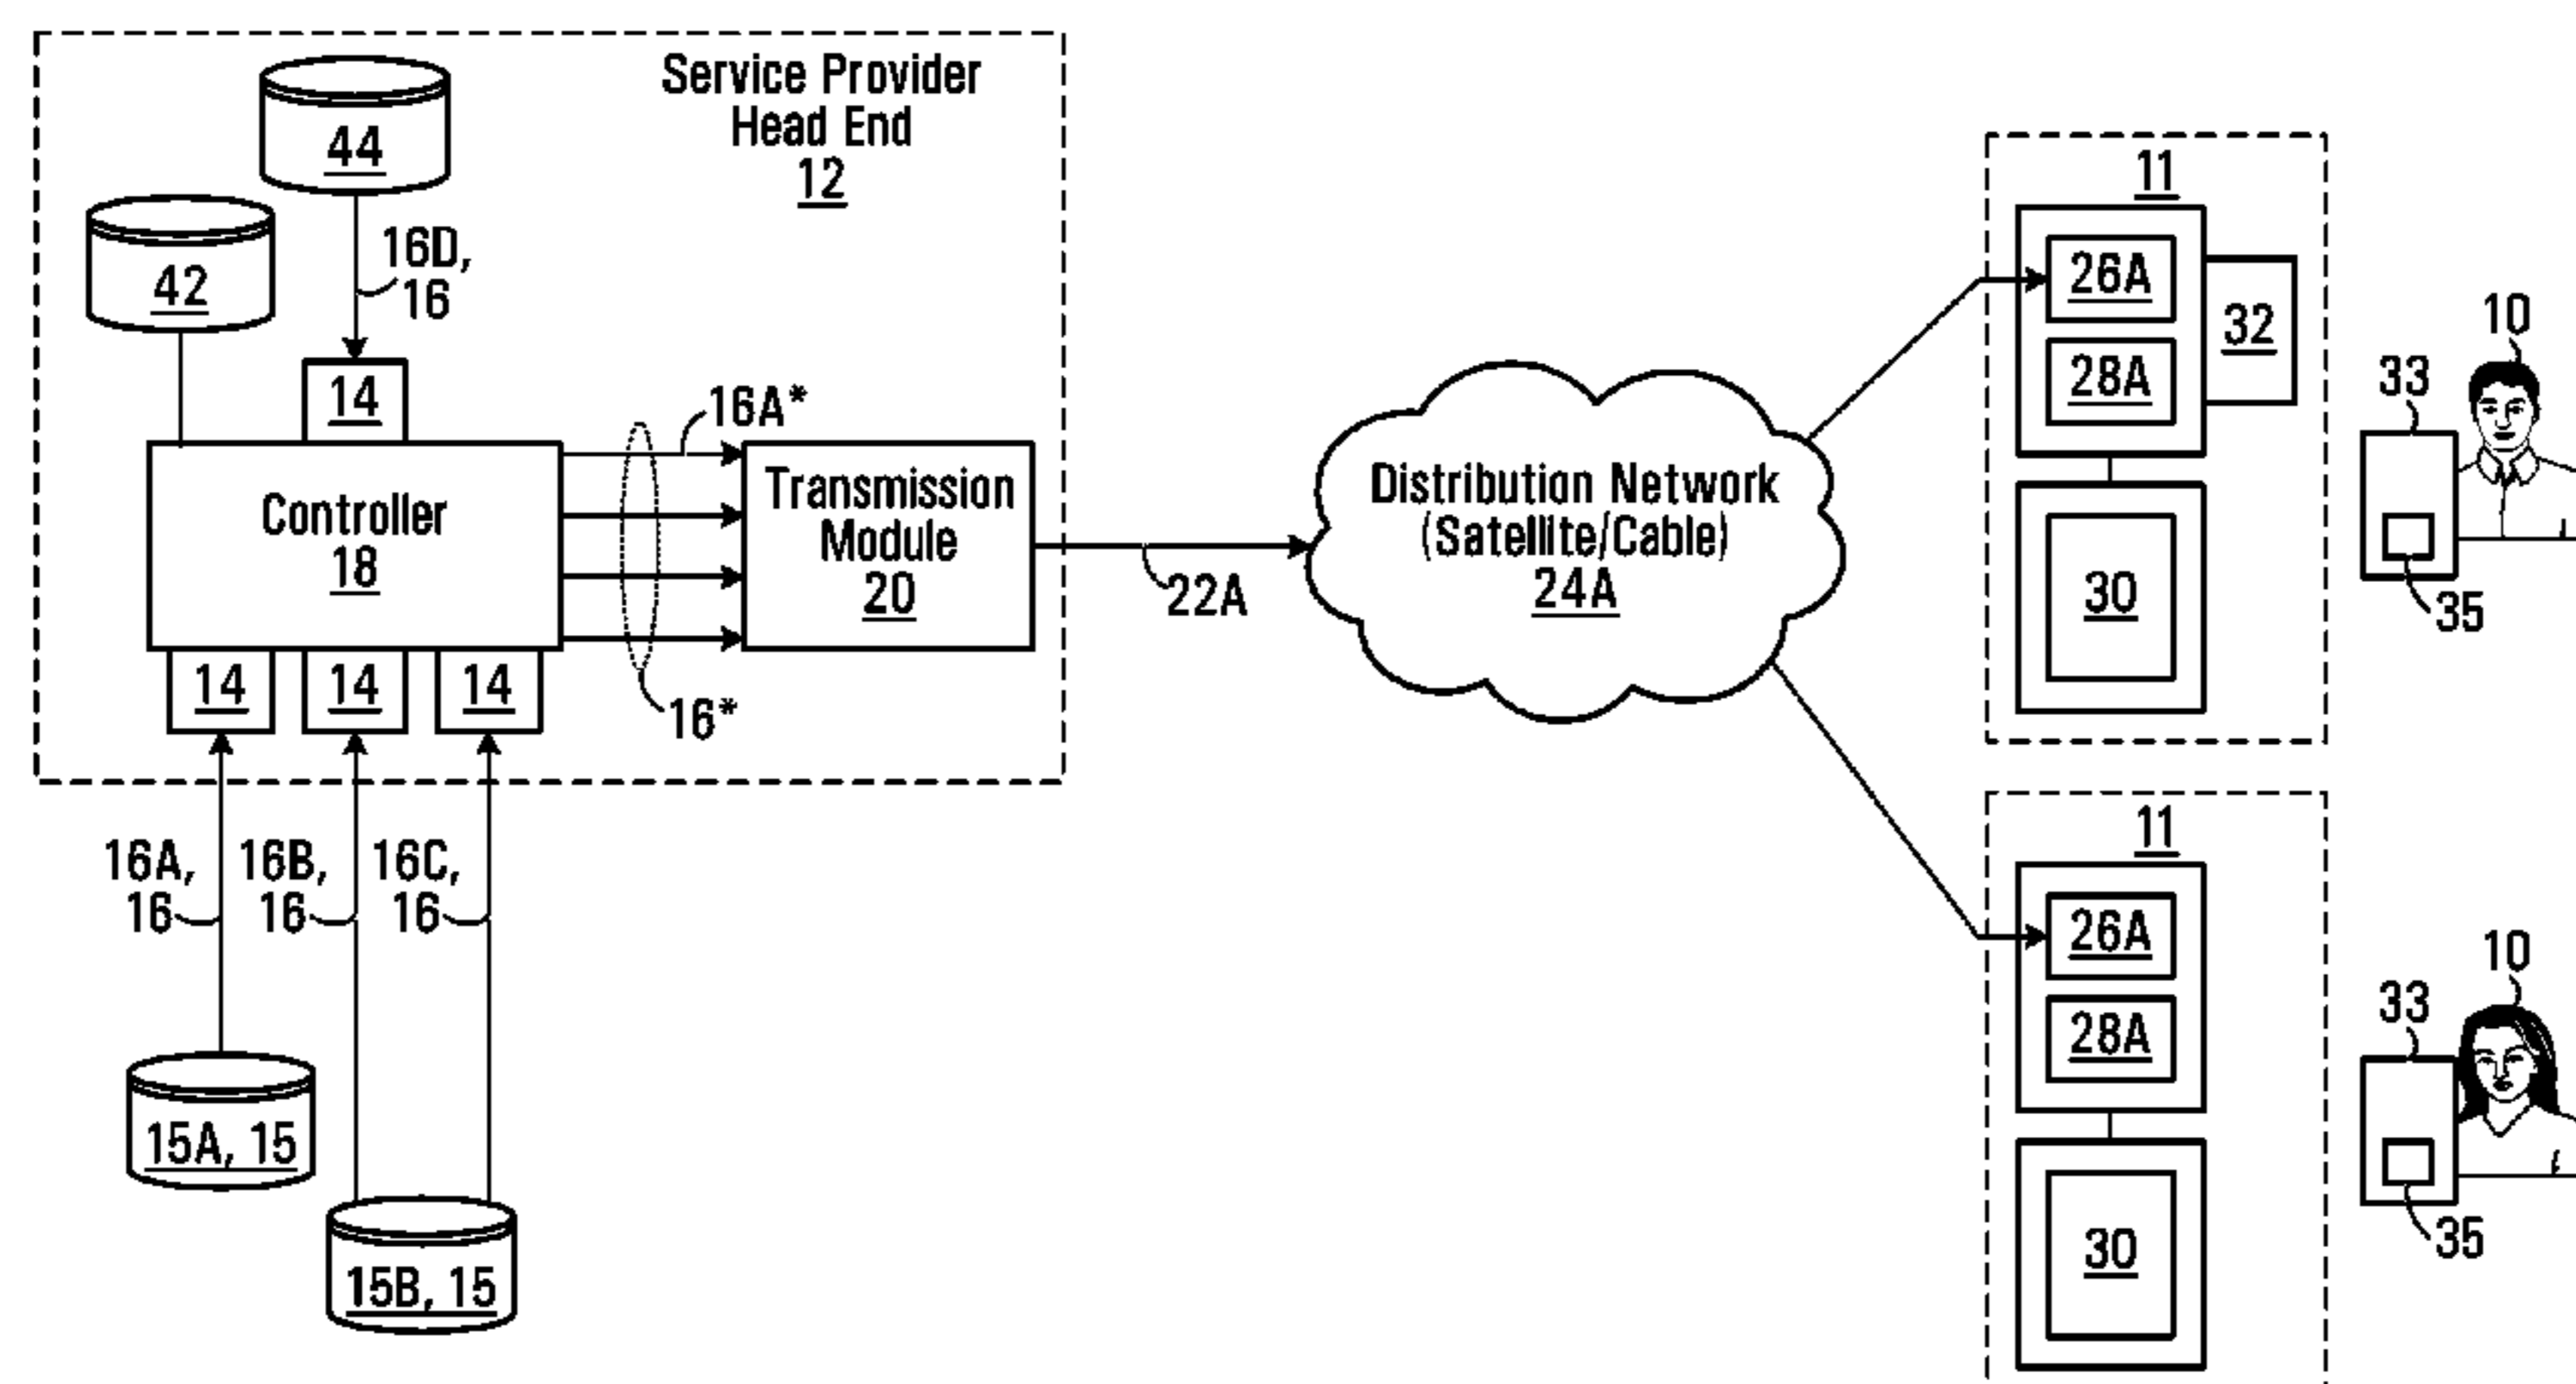 Service Provider
Head End
12
44
42
16D,
16
14
16A*
Controller
18
Transmission
Module
20
16*
14
14
14
22A
Distribution Network
(Satellite/Cable)
24A
16A,
16
16B,
16
16C,
16
15A, 15
15B, 15
11
26A
28A
32
30
33
10
35
11
26A
28A
30
33
10
35